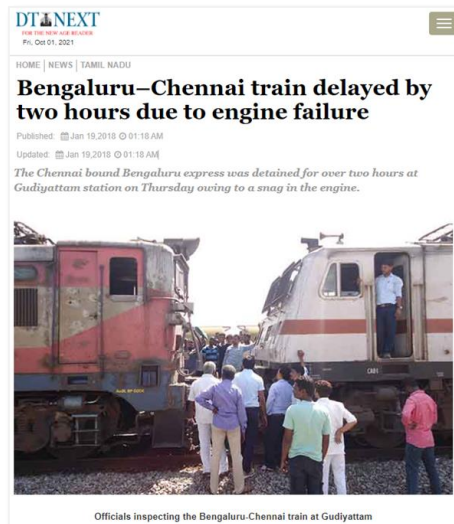 DT NEXT
FOR THE NEW AGE READER
Fri, Oct 01, 2021
HOME | NEWS | TAMIL NADU
Bengaluru–Chennai train delayed by
two hours due to engine failure
Published: Jan 19,2018 01:18 AM
Updated: Jan 19,2018 01:18 AM
The Chennai bound Bengaluru express was detained for over two hours at
Gudiyattam station on Thursday owing to a snag in the engine.
CAB1
Officials inspecting the Bengaluru-Chennai train at Gudiyattam